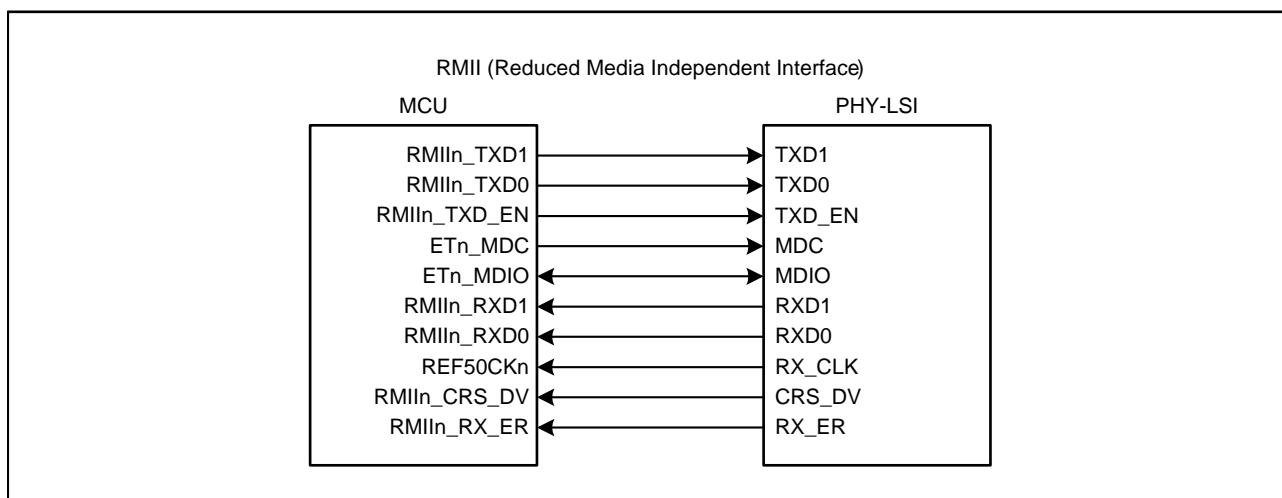 RMII (Reduced Media Independent Interface)
MCU PHY-LSI
RMIIn_TXD1 TXD1
RMIIn_TXD0 TXD0
RMIIn_TXD_EN TXD_EN
ETn_MDC MDC
ETn_MDIO MDIO
RMIIn_RXD1 RXD1
RMIIn_RXD0 RXD0
REF50CKn RX_CLK
RMIIn_CRS_DV CRS_DV
RMIIn_RX_ER RX_ER